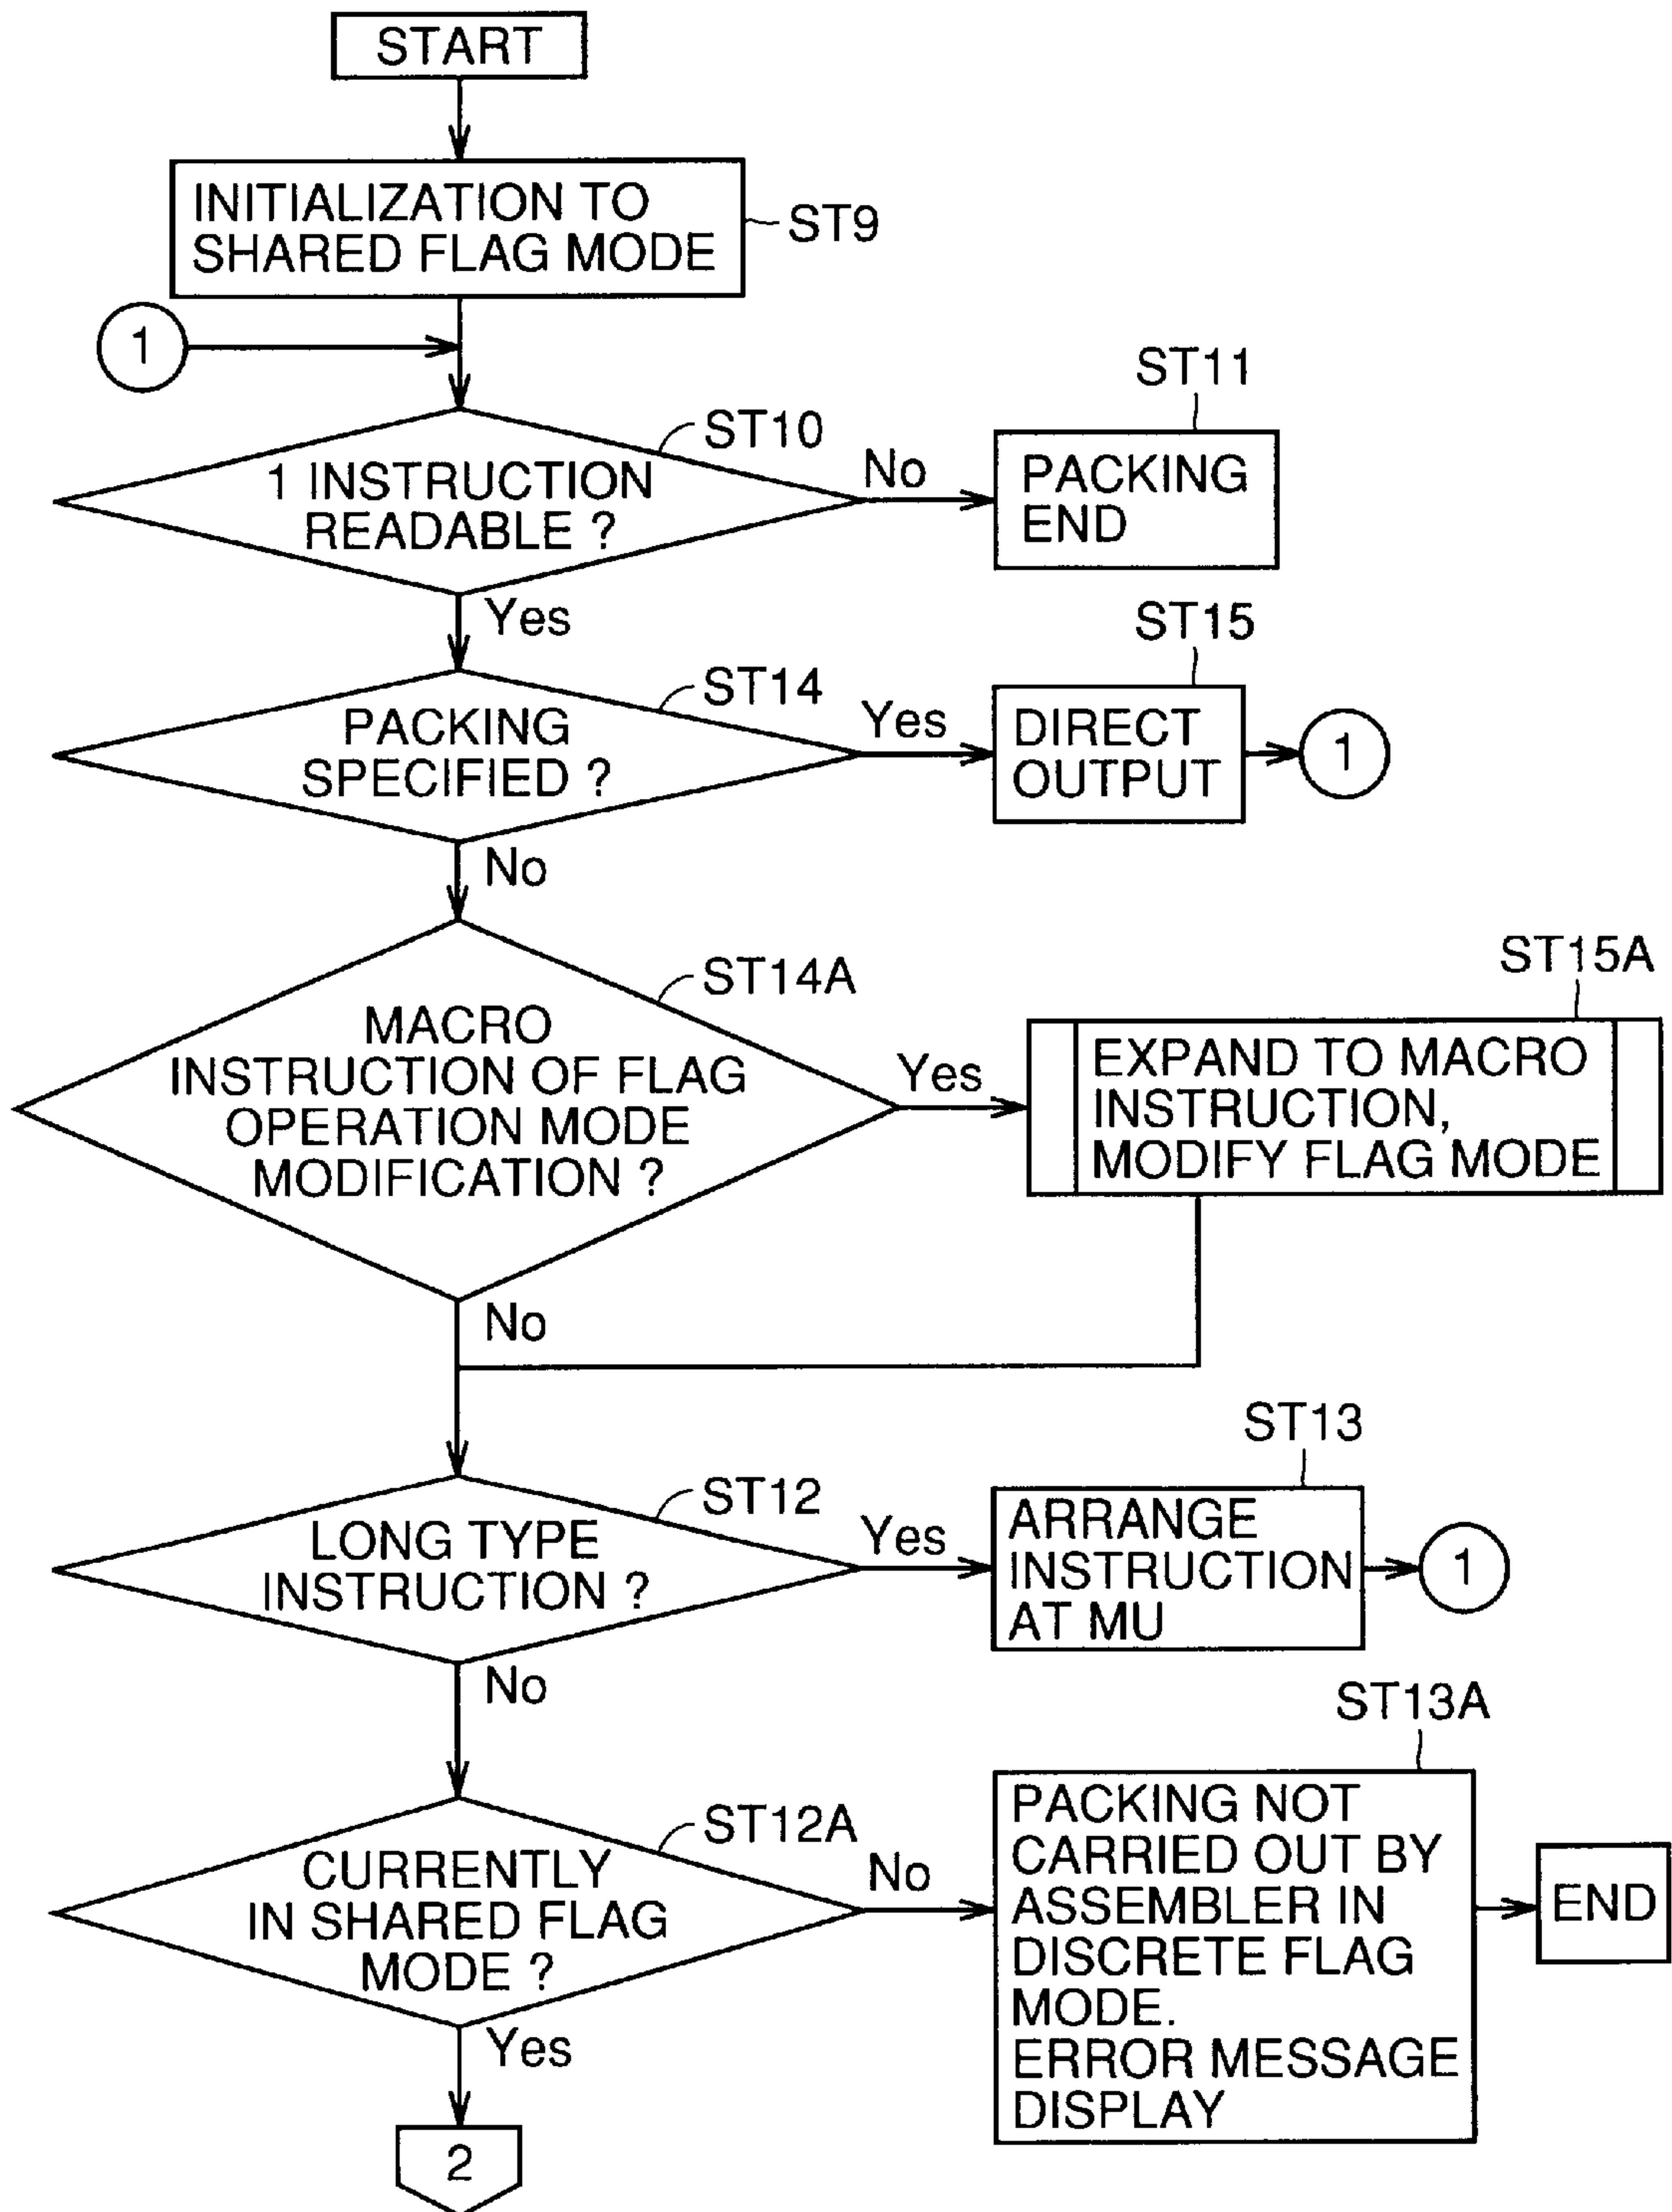 START
INITIALIZATION TO
SHARED FLAG MODE
ST9
1
ST10
1 INSTRUCTION
READABLE ?
No
ST11
PACKING
END
Yes
ST14
PACKING
SPECIFIED ?
Yes
ST15
DIRECT
OUTPUT
1
No
ST14A
MACRO
INSTRUCTION OF FLAG
OPERATION MODE
MODIFICATION ?
Yes
ST15A
EXPAND TO MACRO
INSTRUCTION,
MODIFY FLAG MODE
No
ST12
LONG TYPE
INSTRUCTION ?
Yes
ST13
ARRANGE
INSTRUCTION
AT MU
1
No
ST12A
CURRENTLY
IN SHARED FLAG
MODE ?
No
ST13A
PACKING NOT
CARRIED OUT BY
ASSEMBLER IN
DISCRETE FLAG
MODE.
ERROR MESSAGE
DISPLAY
END
Yes
2